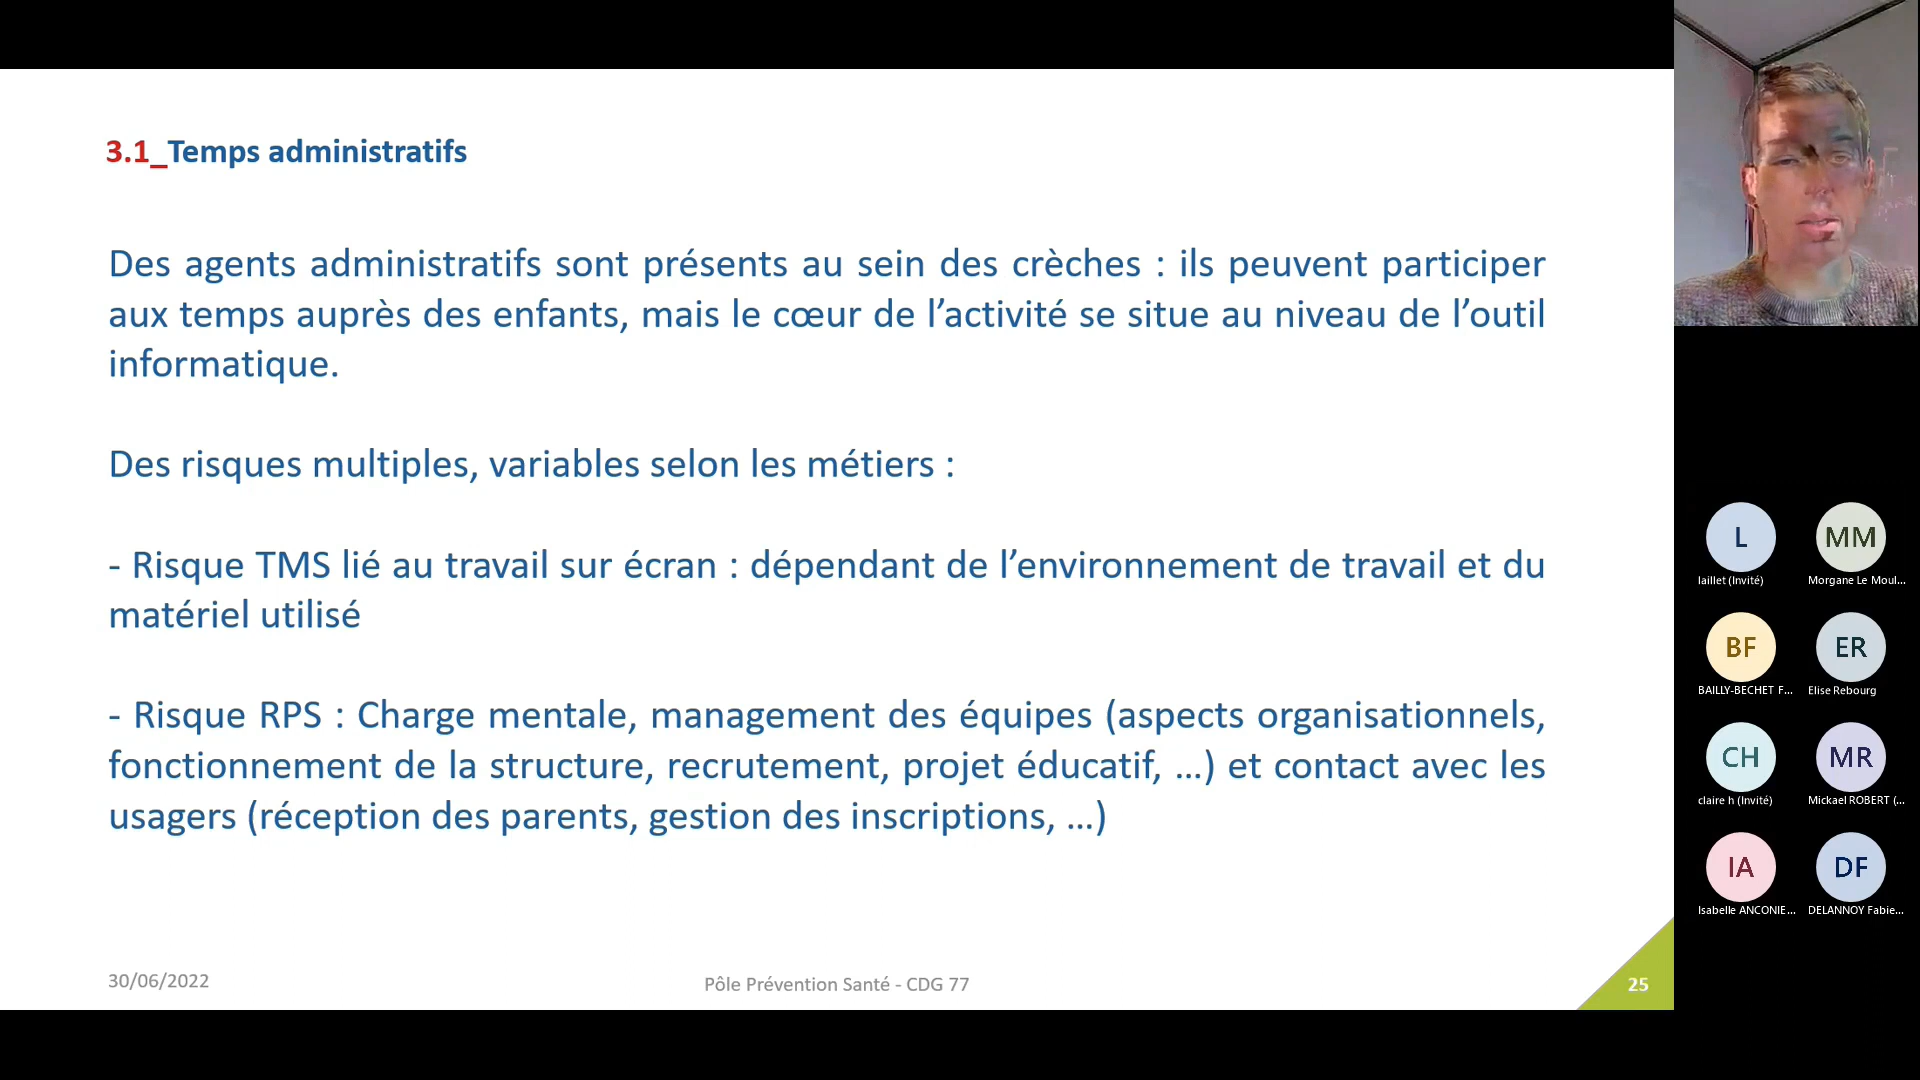 3.1_Temps administratifs
Des agents administratifs sont présents au sein des crèches : ils peuvent participer
aux temps auprès des enfants, mais le cœur de l’activité se situe au niveau de l’outil
informatique.
Des risques multiples, variables selon les métiers :
- Risque TMS lié au travail sur écran : dépendant de l’environnement de travail et du
matériel utilisé
- Risque RPS : Charge mentale, management des équipes (aspects organisationnels,
fonctionnement de la structure, recrutement, projet éducatif, …) et contact avec les
usagers (réception des parents, gestion des inscriptions, …)
30/06/2022
Pôle Prévention Santé - CDG 77
25
L
laillet (Invité)
MM
Morgane Le Moul...
BF
BAILLY-BECHET F...
ER
Elise Rebourg
CH
claire h (Invité)
MR
Mickael ROBERT (...
IA
Isabelle ANCONIE...
DF
DELANNOY Fabie...